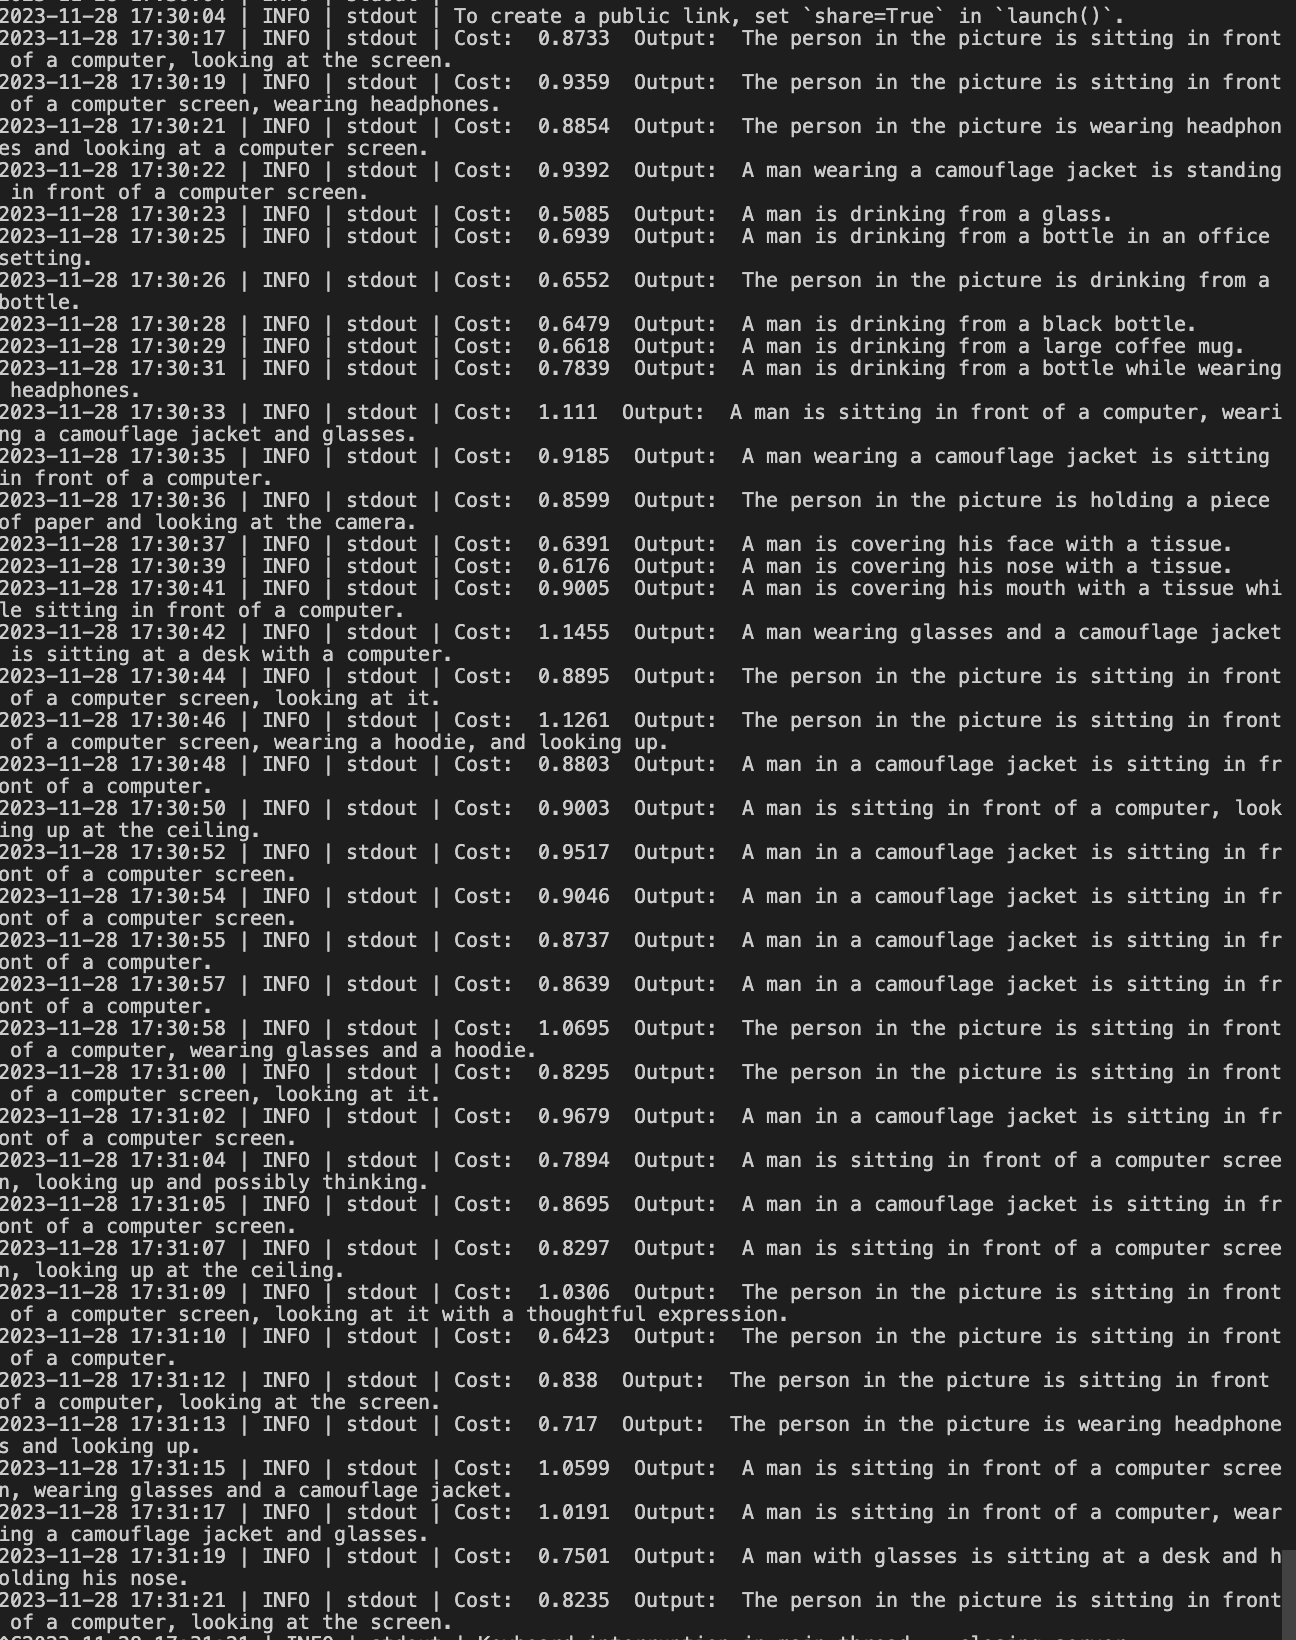 2023-11-28 17:30:04 | INFO | stdout | To create a public link, set `share=True` in `launch()`.
2023-11-28 17:30:17 | INFO | stdout | Cost:  0.8733  Output:  The person in the picture is sitting in front
 of a computer, looking at the screen.
2023-11-28 17:30:19 | INFO | stdout | Cost:  0.9359  Output:  The person in the picture is sitting in front
 of a computer screen, wearing headphones.
2023-11-28 17:30:21 | INFO | stdout | Cost:  0.8854  Output:  The person in the picture is wearing headphon
es and looking at a computer screen.
2023-11-28 17:30:22 | INFO | stdout | Cost:  0.9392  Output:  A man wearing a camouflage jacket is standing
 in front of a computer screen.
2023-11-28 17:30:23 | INFO | stdout | Cost:  0.5085  Output:  A man is drinking from a glass.
2023-11-28 17:30:25 | INFO | stdout | Cost:  0.6939  Output:  A man is drinking from a bottle in an office
setting.
2023-11-28 17:30:26 | INFO | stdout | Cost:  0.6552  Output:  The person in the picture is drinking from a
bottle.
2023-11-28 17:30:28 | INFO | stdout | Cost:  0.6479  Output:  A man is drinking from a black bottle.
2023-11-28 17:30:29 | INFO | stdout | Cost:  0.6618  Output:  A man is drinking from a large coffee mug.
2023-11-28 17:30:31 | INFO | stdout | Cost:  0.7839  Output:  A man is drinking from a bottle while wearing
 headphones.
2023-11-28 17:30:33 | INFO | stdout | Cost:  1.111  Output:  A man is sitting in front of a computer, weari
ng a camouflage jacket and glasses.
2023-11-28 17:30:35 | INFO | stdout | Cost:  0.9185  Output:  A man wearing a camouflage jacket is sitting
in front of a computer.
2023-11-28 17:30:36 | INFO | stdout | Cost:  0.8599  Output:  The person in the picture is holding a piece
of paper and looking at the camera.
2023-11-28 17:30:37 | INFO | stdout | Cost:  0.6391  Output:  A man is covering his face with a tissue.
2023-11-28 17:30:39 | INFO | stdout | Cost:  0.6176  Output:  A man is covering his nose with a tissue.
2023-11-28 17:30:41 | INFO | stdout | Cost:  0.9005  Output:  A man is covering his mouth with a tissue whi
le sitting in front of a computer.
2023-11-28 17:30:42 | INFO | stdout | Cost:  1.1455  Output:  A man wearing glasses and a camouflage jacket
 is sitting at a desk with a computer.
2023-11-28 17:30:44 | INFO | stdout | Cost:  0.8895  Output:  The person in the picture is sitting in front
 of a computer screen, looking at it.
2023-11-28 17:30:46 | INFO | stdout | Cost:  1.1261  Output:  The person in the picture is sitting in front
 of a computer screen, wearing a hoodie, and looking up.
2023-11-28 17:30:48 | INFO | stdout | Cost:  0.8803  Output:  A man in a camouflage jacket is sitting in fr
ont of a computer.
2023-11-28 17:30:50 | INFO | stdout | Cost:  0.9003  Output:  A man is sitting in front of a computer, look
ing up at the ceiling.
2023-11-28 17:30:52 | INFO | stdout | Cost:  0.9517  Output:  A man in a camouflage jacket is sitting in fr
ont of a computer screen.
2023-11-28 17:30:54 | INFO | stdout | Cost:  0.9046  Output:  A man in a camouflage jacket is sitting in fr
ont of a computer screen.
2023-11-28 17:30:55 | INFO | stdout | Cost:  0.8737  Output:  A man in a camouflage jacket is sitting in fr
ont of a computer.
2023-11-28 17:30:57 | INFO | stdout | Cost:  0.8639  Output:  A man in a camouflage jacket is sitting in fr
ont of a computer.
2023-11-28 17:30:58 | INFO | stdout | Cost:  1.0695  Output:  The person in the picture is sitting in front
 of a computer, wearing glasses and a hoodie.
2023-11-28 17:31:00 | INFO | stdout | Cost:  0.8295  Output:  The person in the picture is sitting in front
 of a computer screen, looking at it.
2023-11-28 17:31:02 | INFO | stdout | Cost:  0.9679  Output:  A man in a camouflage jacket is sitting in fr
ont of a computer screen.
2023-11-28 17:31:04 | INFO | stdout | Cost:  0.7894  Output:  A man is sitting in front of a computer scree
n, looking up and possibly thinking.
2023-11-28 17:31:05 | INFO | stdout | Cost:  0.8695  Output:  A man in a camouflage jacket is sitting in fr
ont of a computer screen.
2023-11-28 17:31:07 | INFO | stdout | Cost:  0.8297  Output:  A man is sitting in front of a computer scree
n, looking up at the ceiling.
2023-11-28 17:31:09 | INFO | stdout | Cost:  1.0306  Output:  The person in the picture is sitting in front
 of a computer screen, looking at it with a thoughtful expression.
2023-11-28 17:31:10 | INFO | stdout | Cost:  0.6423  Output:  The person in the picture is sitting in front
 of a computer.
2023-11-28 17:31:12 | INFO | stdout | Cost:  0.838  Output:  The person in the picture is sitting in front
of a computer, looking at the screen.
2023-11-28 17:31:13 | INFO | stdout | Cost:  0.717  Output:  The person in the picture is wearing headphone
s and looking up.
2023-11-28 17:31:15 | INFO | stdout | Cost:  1.0599  Output:  A man is sitting in front of a computer scree
n, wearing glasses and a camouflage jacket.
2023-11-28 17:31:17 | INFO | stdout | Cost:  1.0191  Output:  A man is sitting in front of a computer, wear
ing a camouflage jacket and glasses.
2023-11-28 17:31:19 | INFO | stdout | Cost:  0.7501  Output:  A man with glasses is sitting at a desk and h
olding his nose.
2023-11-28 17:31:21 | INFO | stdout | Cost:  0.8235  Output:  The person in the picture is sitting in front
 of a computer, looking at the screen.